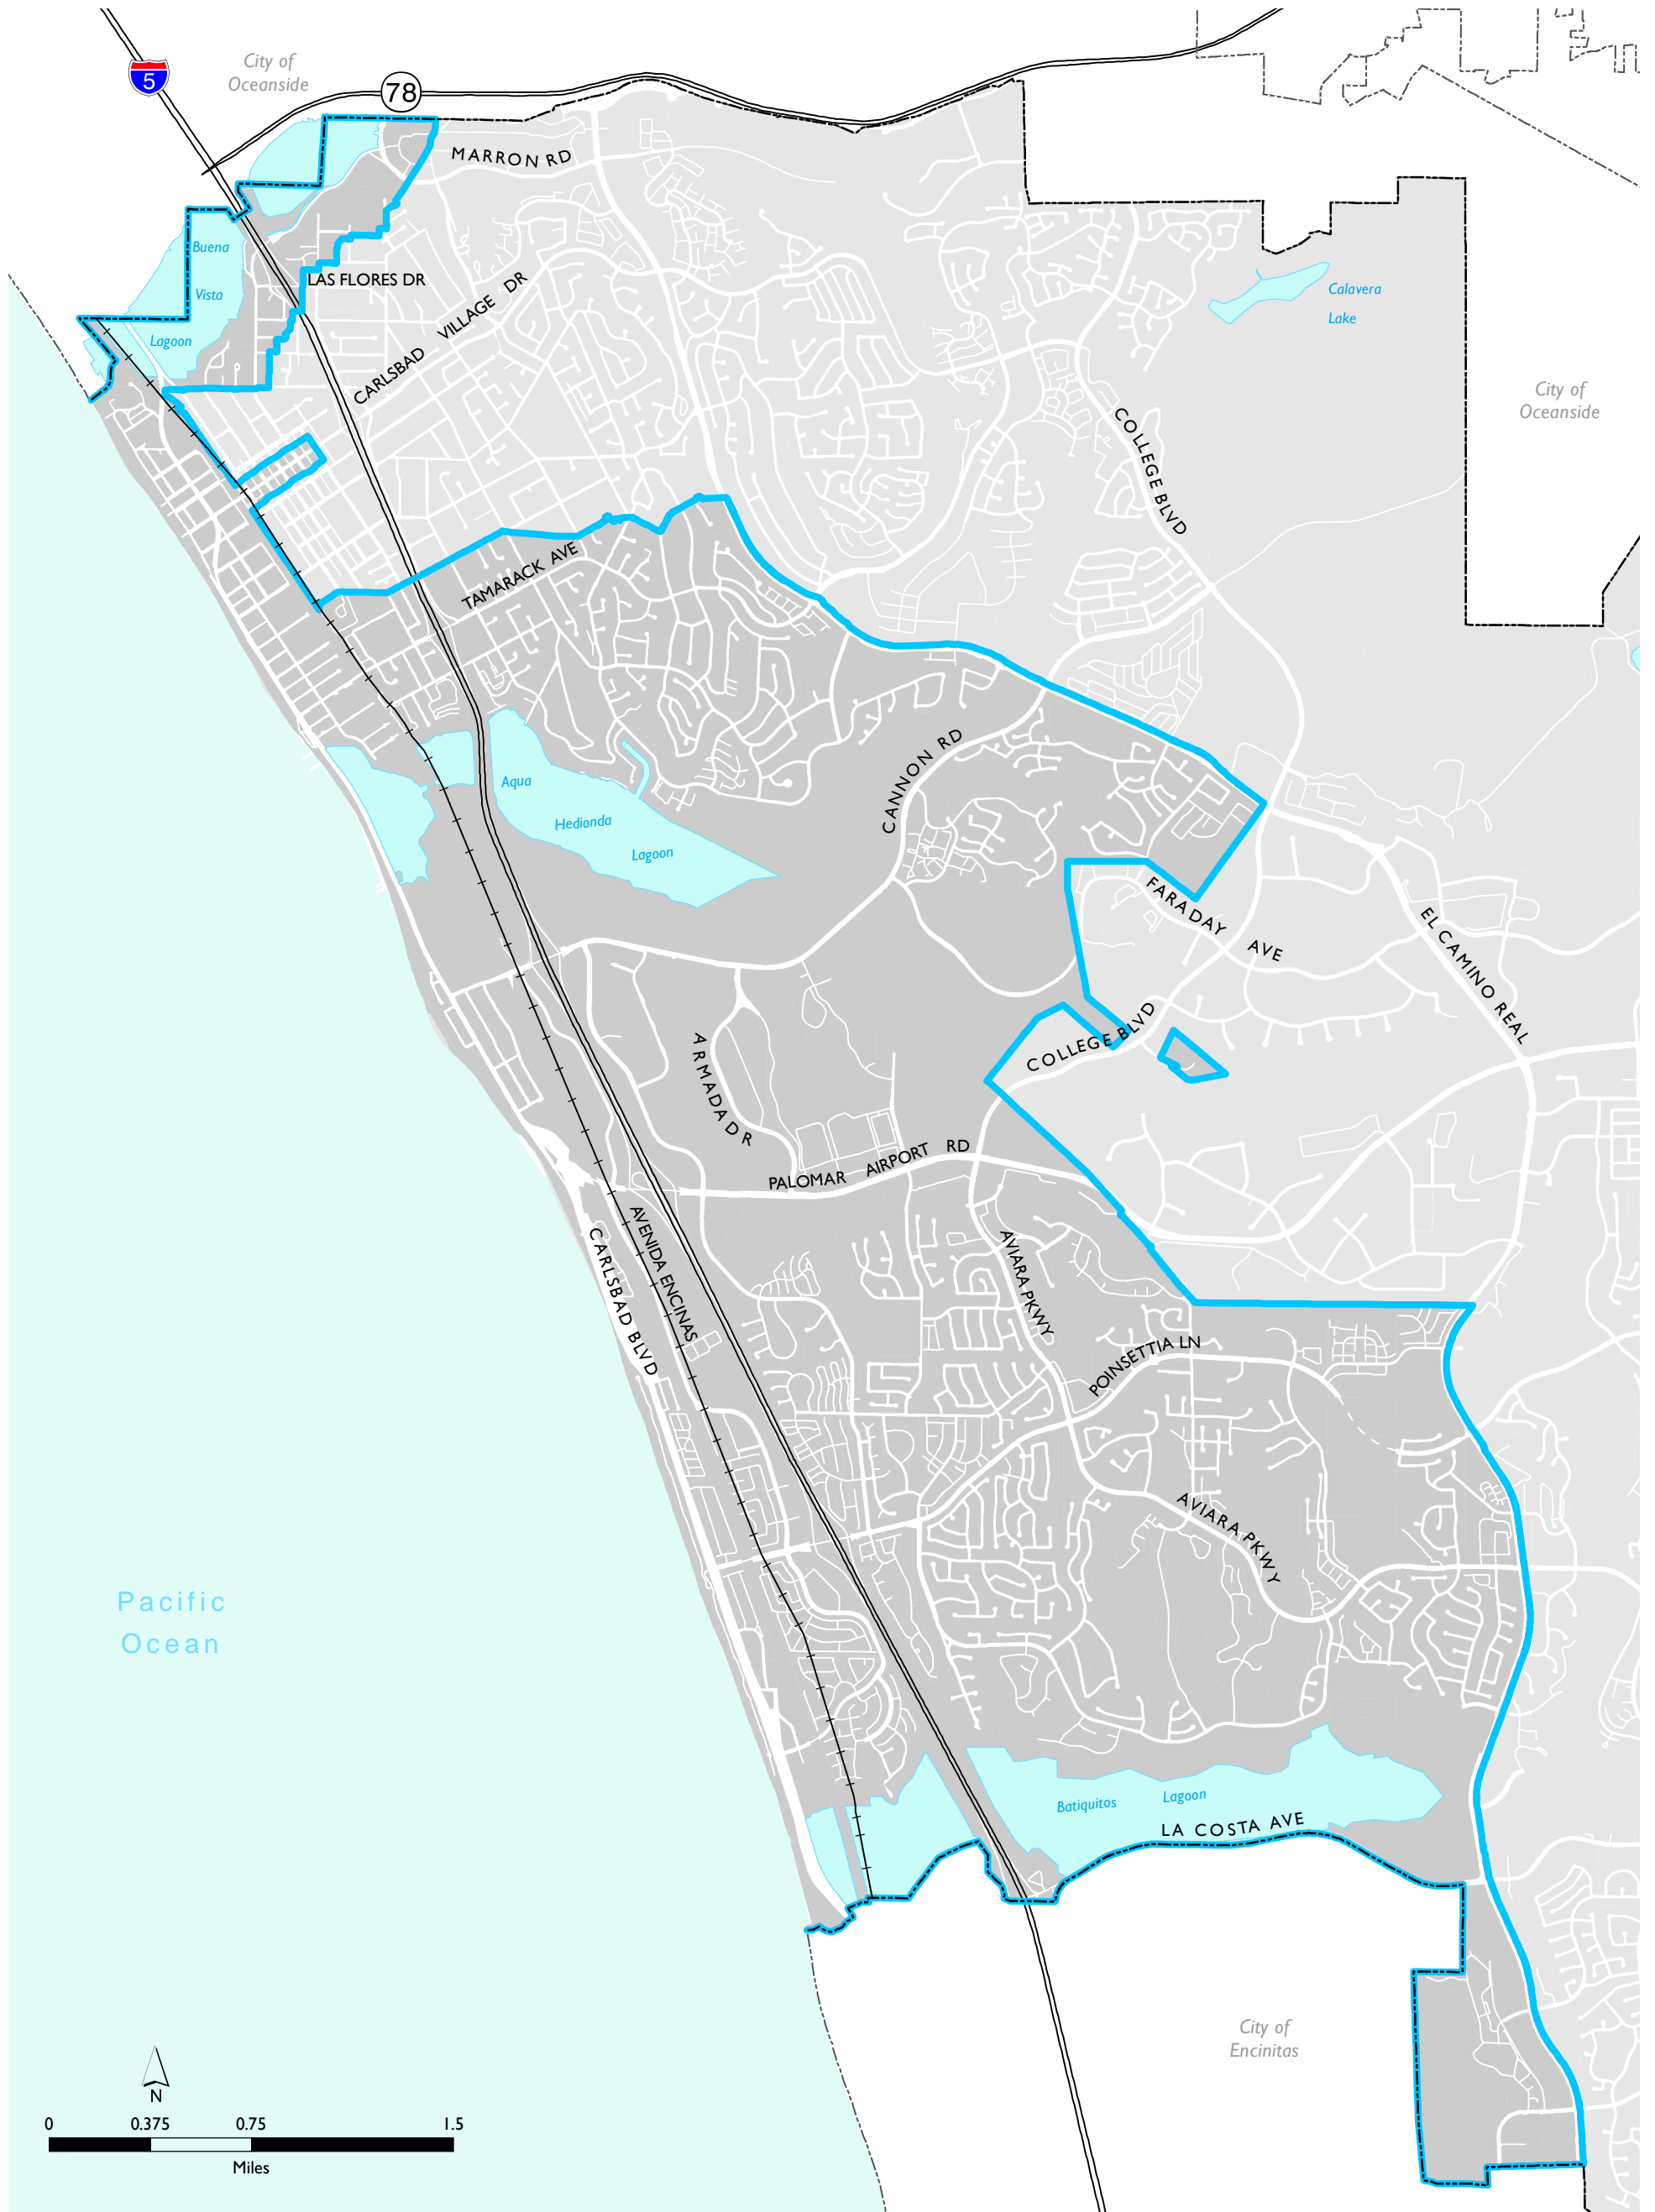 City of
Oceanside
5
78
MARRON RD
Buena
Vista
Lagoon
LAS FLORES DR
CARLSBAD VILLAGE DR
Calavera
Lake
City of
Oceanside
COLLEGE BLVD
TAMARACK AVE
CANNON RD
Aqua
Hedionda
Lagoon
FARADAY AVE
EL CAMINO REAL
COLLEGE BLVD
ARMADA DR
PALOMAR AIRPORT RD
AVENIDA ENCINAS
CARLSBAD BLVD
AVIARA PKWY
POINSETTIA LN
AVIARA PKWY
Pacific
Ocean
Batiquitos Lagoon
LA COSTA AVE
City of
Encinitas
N
0 0.375 0.75 1.5
Miles